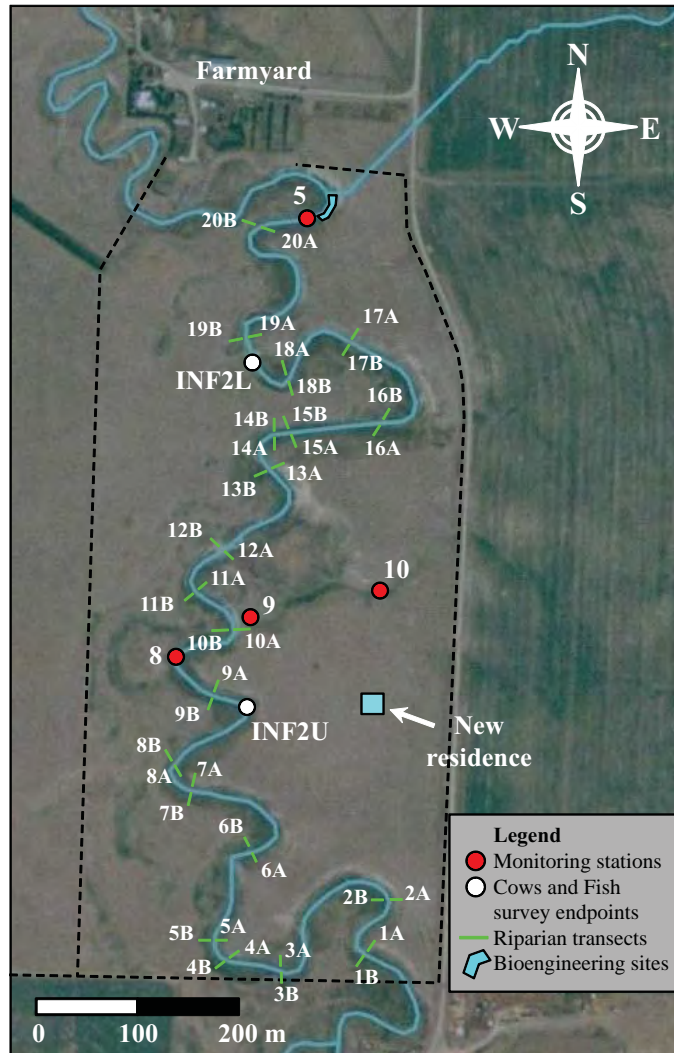 Farmyard
N
W
E
S
5
20B
20A
19B
19A
17A
18A
17B
INF2L
18B
16B
14B
15B
14A
15A
16A
13A
13B
12B
12A
10
11A
11B
9
10B
10A
8
9A
9B
INF2U
New
residence
8B
8A
7A
7B
6B
6A
2B
2A
5B
5A
4A
3A
1A
4B
1B
3B
Legend
Monitoring stations
Cows and Fish
survey endpoints
Riparian transects
Bioengineering sites
0
100
200 m